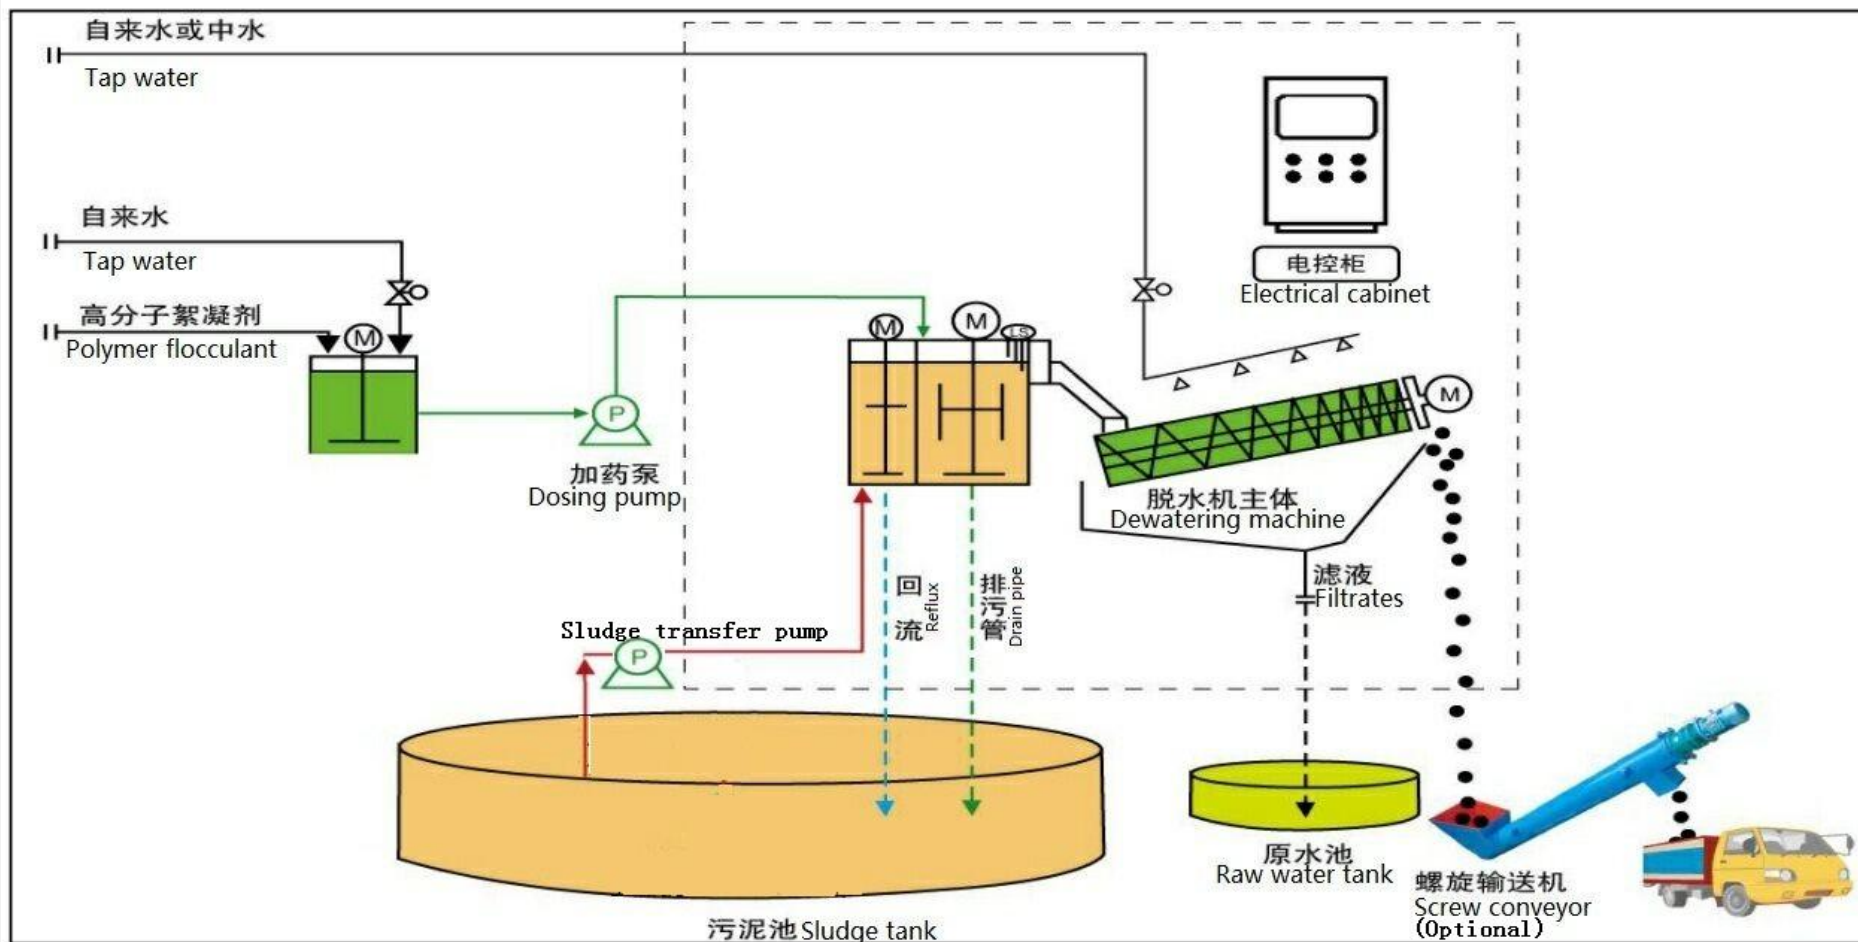 自来水或中水
Tap water
自来水
Tap water
高分子絮凝剂
Polymer flocculant
M
P
加药泵
Dosing pump
M
M
LS
电控柜
Electrical cabinet
M
脱水机主体
Dewatering machine
滤液
Filtrates
回流
Reflux
排污管
Drain pipe
Sludge transfer pump
P
原水池
Raw water tank
螺旋输送机
Screw conveyor
(Optional)
污泥池 Sludge tank